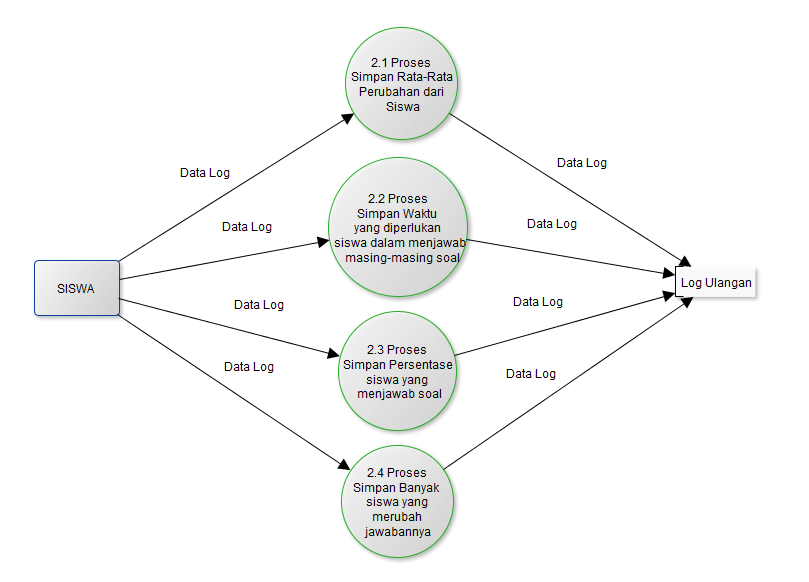 2.1 Proses
Simpan Rata-Rata
Perubahan dari
Siswa
Data Log
Data Log
2.2 Proses
Simpan Waktu
yang diperlukan
siswa dalam menjawab
masing-masing soal
Data Log
Data Log
SISWA
Log Ulangan
Data Log
Data Log
2.3 Proses
Simpan Persentase
siswa yang
menjawab soal
Data Log
Data Log
2.4 Proses
Simpan Banyak
siswa yang
merubah
jawabannya